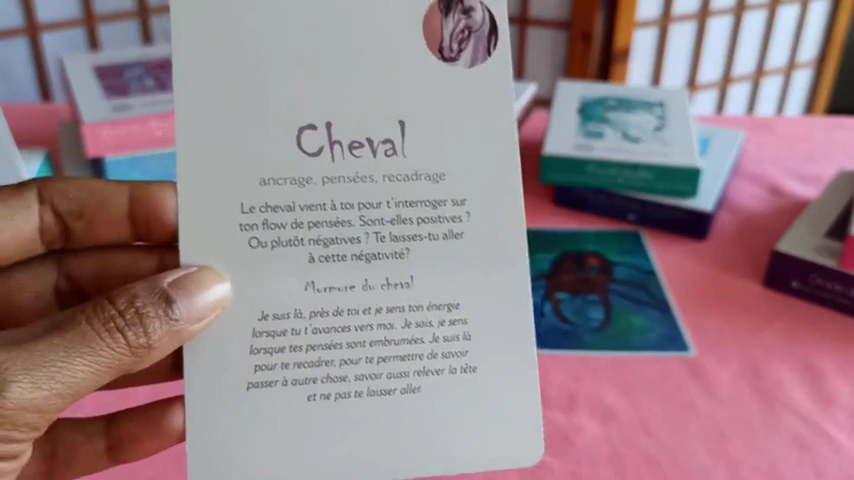 Cheval
ancrage, pensées, recadrage
Le cheval vient à toi pour t'interroger sur
ton flow de pensées. Sont-elles positives ?
Ou plutôt négatives ? Te laisses-tu aller
à cette négativité?
Murmure du cheval
Je suis là, près de toi et je sens ton énergie
lorsque tu t'avances vers moi. Je sais, je sens
lorsque tes pensées sont embrumées. Je suis là
pour te recadrer, pour te permettre de savoir
passer à autre chose, savoir aussi relever la tête
et ne pas te laisser aller.